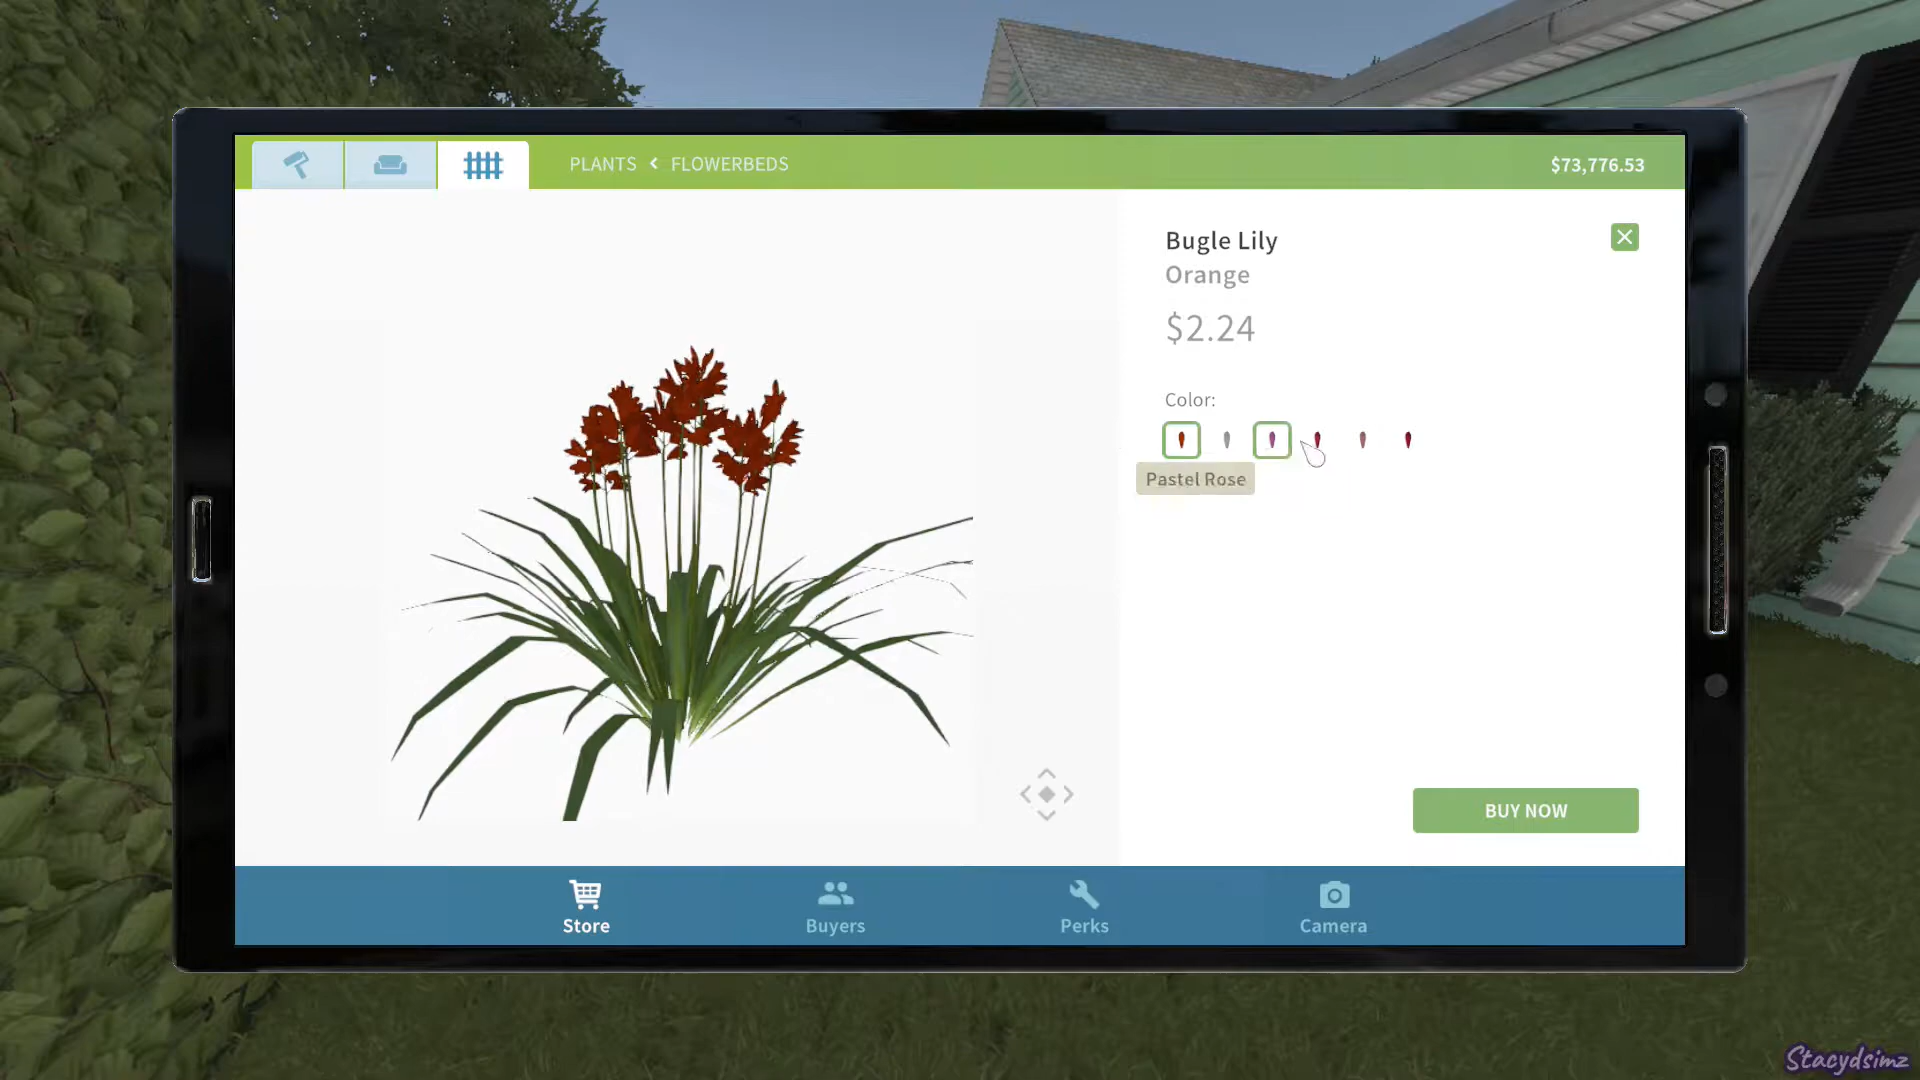 PLANTS < FLOWERBEDS
$73,776.53
Bugle Lily
Orange
$2.24
Color:
Pastel Rose
BUY NOW
Store
Buyers
Perks
Camera
Stacydsimz